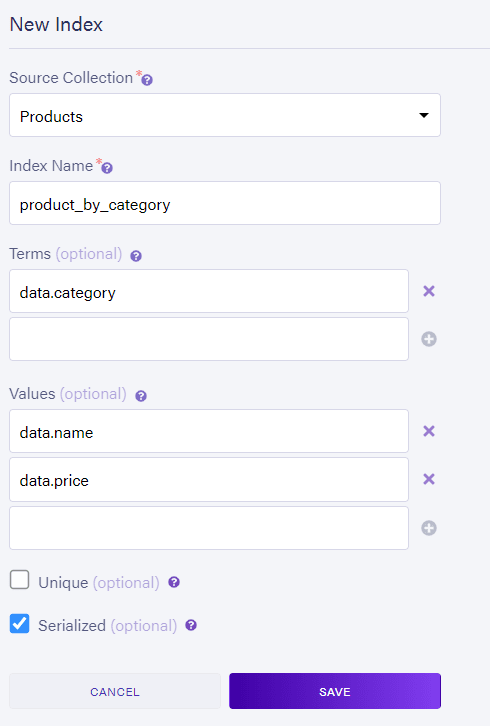 New Index
Source Collection *
Products
Index Name *
product_by_category
Terms (optional)
data.category
Values (optional)
data.name
data.price
Unique (optional)
Serialized (optional)
CANCEL SAVE